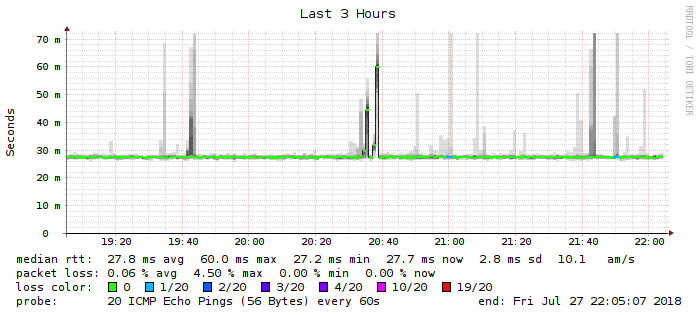 Last 3 Hours
RRDTOOL / TOBI OETIKER
Seconds
70 m
60 m
50 m
40 m
30 m
20 m
10 m
0
19:20 19:40 20:00 20:20 20:40 21:00 21:20 21:40 22:00
median rtt: 27.8 ms avg 60.0 ms max 27.2 ms min 27.7 ms now 2.8 ms sd 10.1 am/s
packet loss: 0.06 % avg 4.50 % max 0.00 % min 0.00 % now
loss color: 0 1/20 2/20 3/20 4/20 10/20 19/20
probe: 20 ICMP Echo Pings (56 Bytes) every 60s end: Fri Jul 27 22:05:07 2018